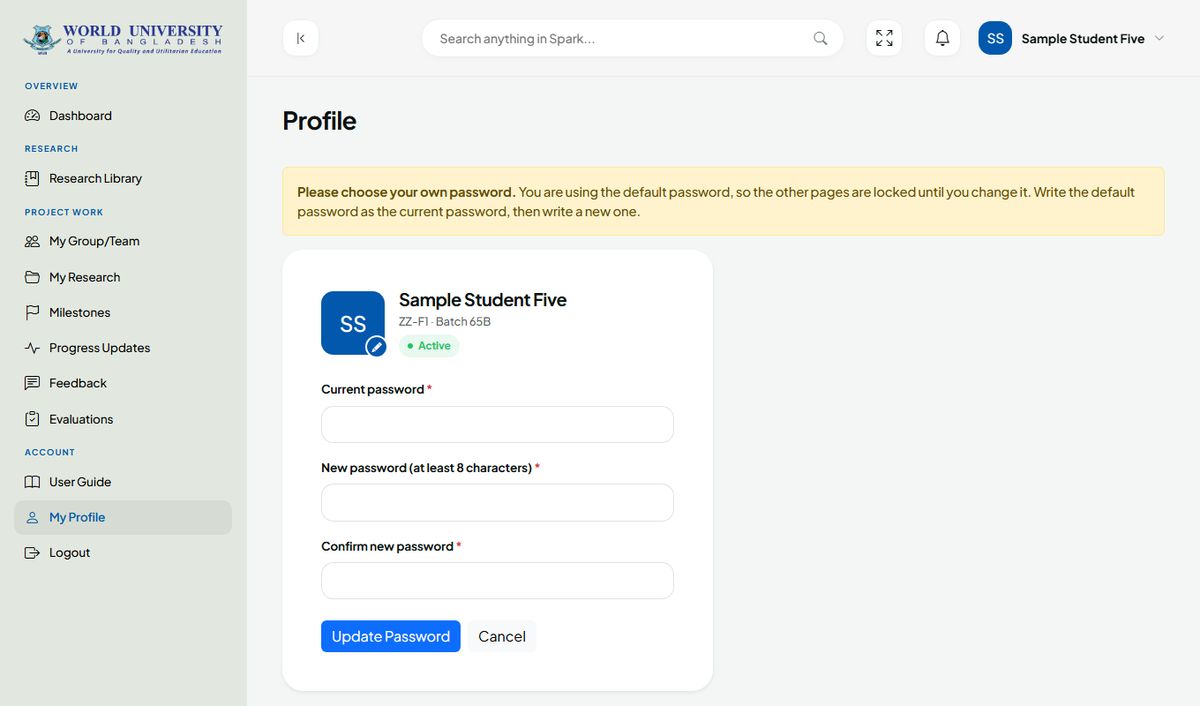 WORLD UNIVERSITY
OF BANGLADESH
A University for Quality and Utilitarian Education
OVERVIEW
Dashboard
RESEARCH
Research Library
PROJECT WORK
My Group/Team
My Research
Milestones
Progress Updates
Feedback
Evaluations
ACCOUNT
User Guide
My Profile
Logout
Search anything in Spark...
SS
Sample Student Five
Profile
Please choose your own password. You are using the default password, so the other pages are locked until you change it. Write the default
password as the current password, then write a new one.
SS
Sample Student Five
ZZ-F1 · Batch 65B
Active
Current password *
New password (at least 8 characters) *
Confirm new password *
Update Password
Cancel